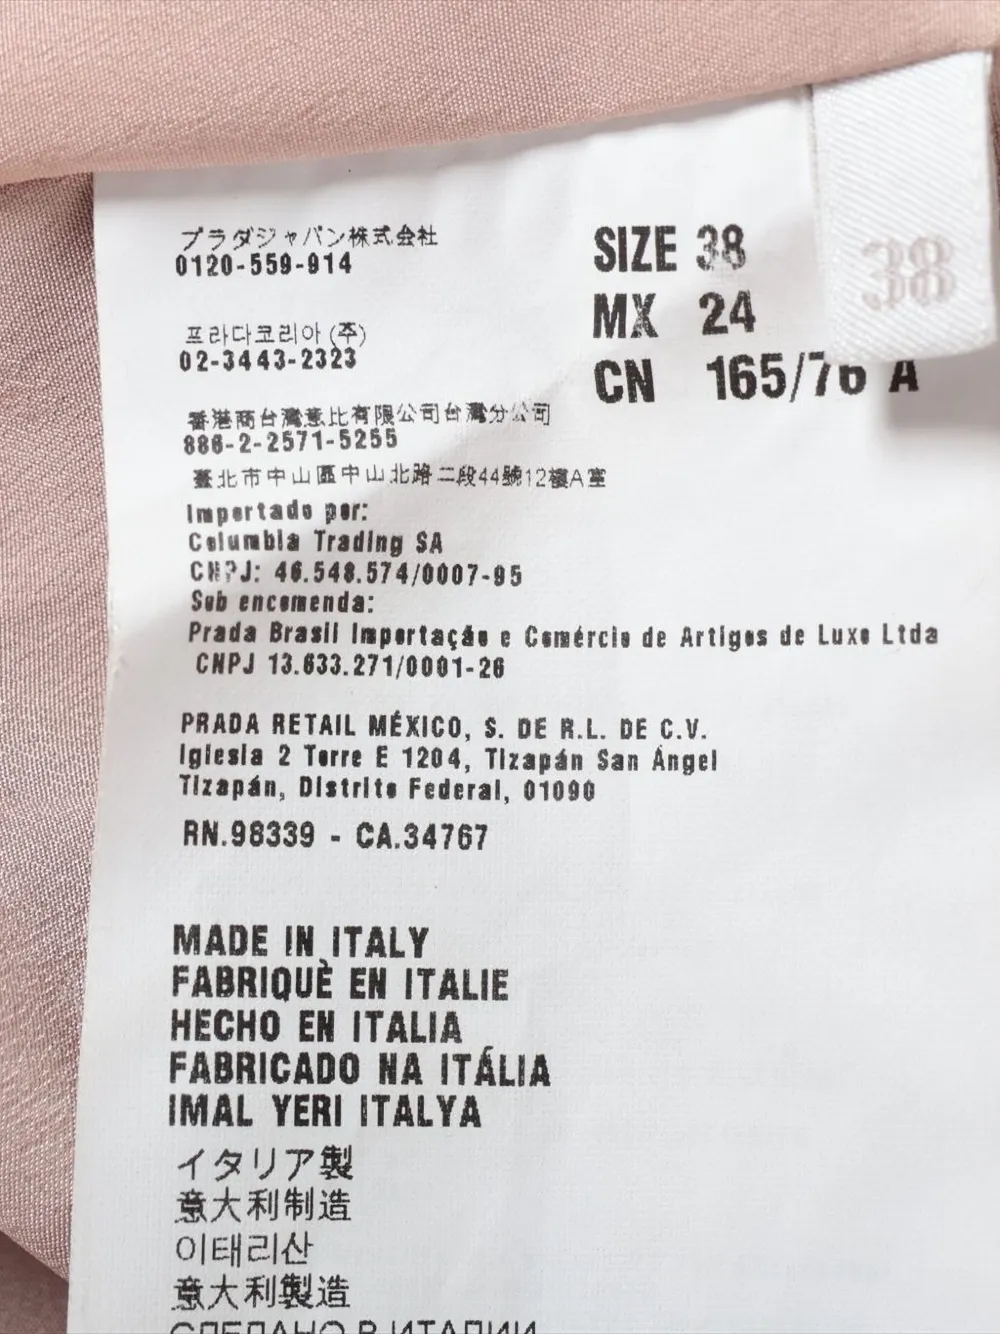 プラダジャパン株式会社
0120-559-914
프라다코리아 (주)
02-3443-2323
香港商台灣意比有限公司台灣分公司
886-2-2571-5255
臺北市中山區中山北路二段44號12樓A室
Importado por:
Columbia Trading SA
CNPJ: 46.548.574/0007-95
Sob encomenda:
Prada Brasil Importação e Comércio de Artigos de Luxo Ltda
CNPJ 13.633.271/0001-26
PRADA RETAIL MÉXICO, S. DE R.L. DE C.V.
Iglesia 2 Torre E 1204, Tizapán San Ángel
Tizapán, Distrito Federal, 01090
RN.98339 - CA.34767
SIZE 38
MX 24
CN 165/76 A
38
MADE IN ITALY
FABRIQUÈ EN ITALIE
HECHO EN ITALIA
FABRICADO NA ITÁLIA
IMAL YERI ITALYA
イタリア製
意大利制造
이태리산
意大利製造
СДЕЛАНО В ИТАЛИИ